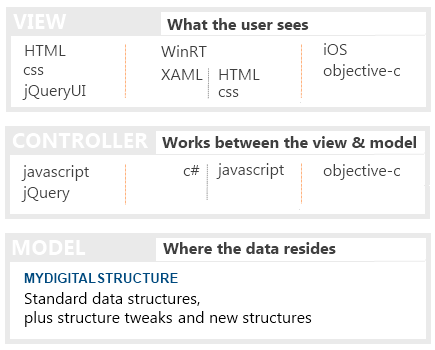 VIEW What the user sees
HTML WinRT iOS
css XAML HTML objective-c
jQueryUI css
CONTROLLER Works between the view & model
javascript c# javascript objective-c
jQuery
MODEL Where the data resides
MYDIGITALSTRUCTURE
Standard data structures,
plus structure tweaks and new structures